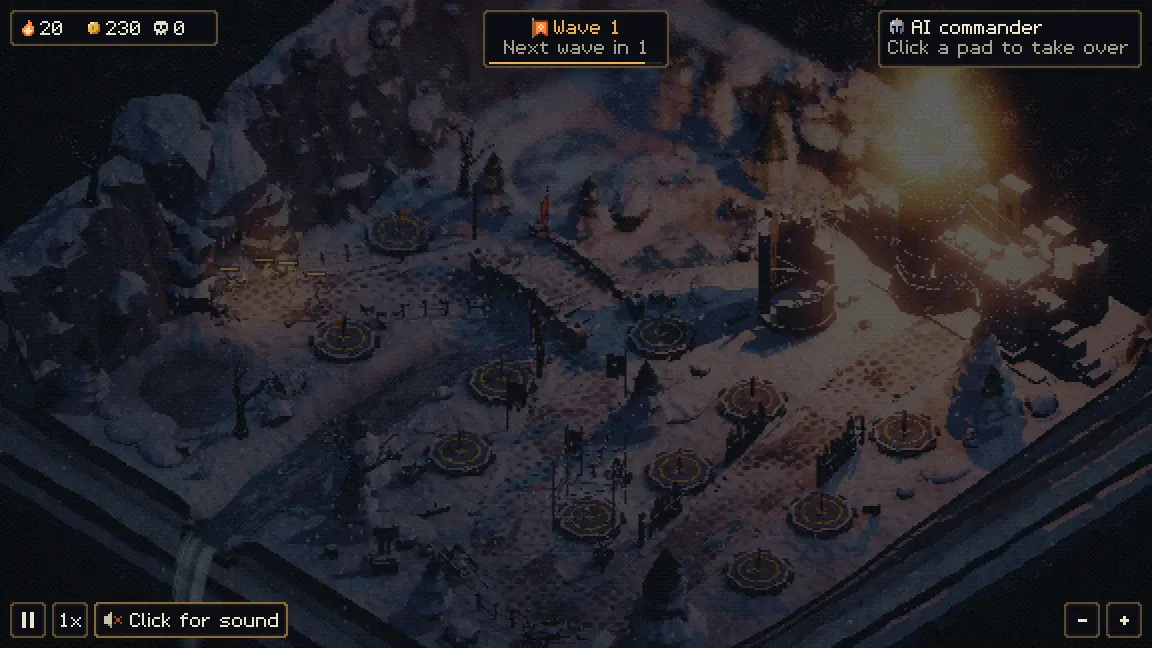 20 230 0
Wave 1
Next wave in 1
AI commander
Click a pad to take over
1x
Click for sound
- +